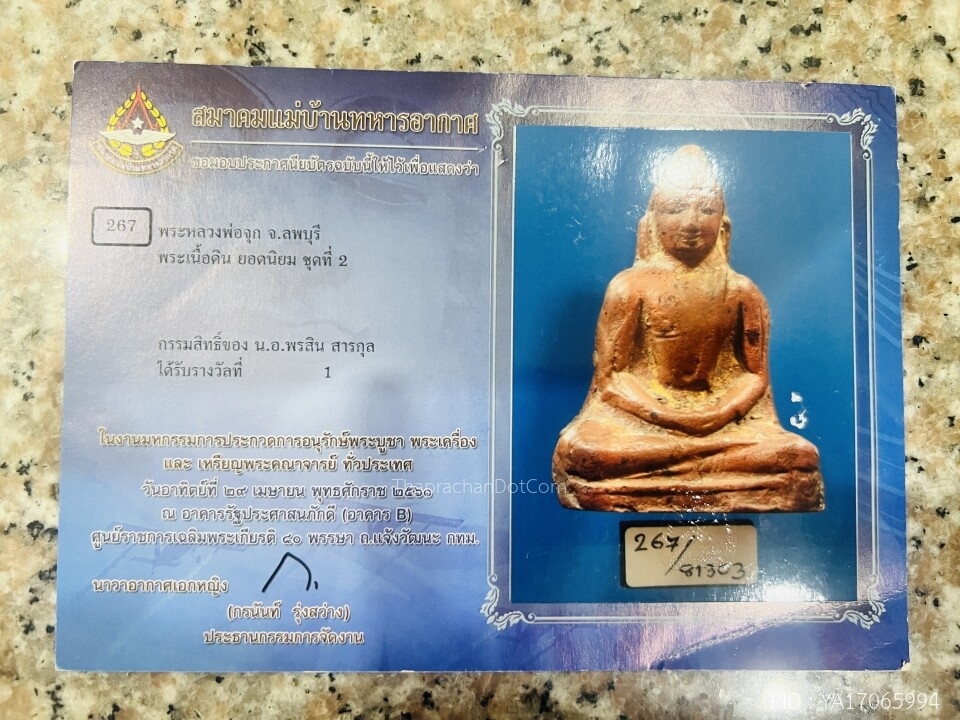 สมาคมแม่บ้านทหารอากาศ
ขอมอบประกาศนียบัตรฉบับนี้ให้ไว้เพื่อแสดงว่า
267
พระหลวงพ่อจุก จ.ลพบุรี
พระเนื้อดิน ยอดนิยม ชุดที่ 2
กรรมสิทธิ์ของ น.อ.พรสิน สารกุล
ได้รับรางวัลที่ 1
ในงานมหกรรมการประกวดการอนุรักษ์พระบูชา พระเครื่อง
และ เหรียญพระคณาจารย์ ทั่วประเทศ
วันอาทิตย์ที่ ๒๙ เมษายน พุทธศักราช ๒๕๖๑
ณ อาคารรัฐประศาสนภักดี (อาคาร B)
ศูนย์ราชการเฉลิมพระเกียรติ ๘๐ พรรษา ถ.แจ้งวัฒนะ กทม.
นาวาอากาศเอกหญิง
(กรนันท์ รุ่งสว่าง)
ประธานกรรมการจัดงาน
267/81303
ThaprachanDotCom
PID : YA17065994